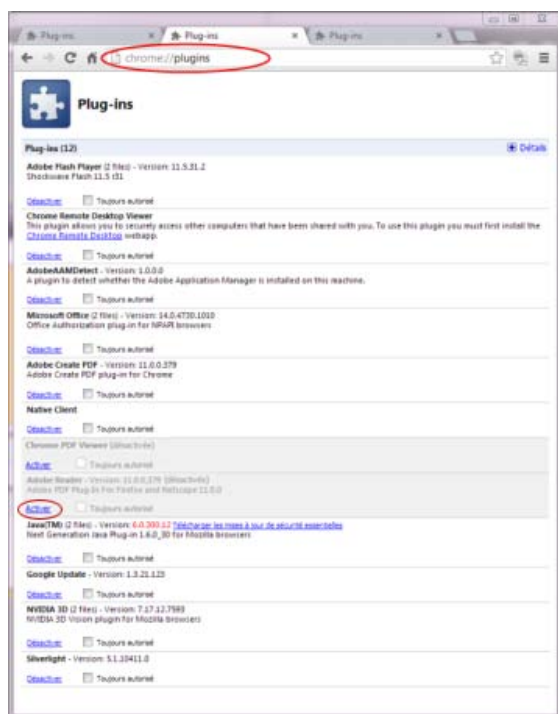 Plug-ins
Plug-ins
Plug-ins
chrome://plugins
Plug-ins
Plug-ins (12)
Détails
Adobe Flash Player (2 files) - Version: 11.5.31.2
Shockwave Flash 11.5 r31
Désactiver Toujours autorisé
Chrome Remote Desktop Viewer
This plugin allows you to securely access other computers that have been shared with you. To use this plugin you must first install the
Chrome Remote Desktop webapp.
Désactiver Toujours autorisé
AdobeAAMDetect - Version: 1.0.0.0
A plugin to detect whether the Adobe Application Manager is installed on this machine.
Désactiver Toujours autorisé
Microsoft Office (2 files) - Version: 14.0.4730.1010
Office Authorization plug-in for NPAPI browsers
Désactiver Toujours autorisé
Adobe Create PDF - Version: 11.0.0.379
Adobe Create PDF plug-in for Chrome
Désactiver Toujours autorisé
Native Client
Désactiver Toujours autorisé
Chrome PDF Viewer (désactivée)
Activer Toujours autorisé
Adobe Reader - Version: 11.0.0.379 (désactivée)
Adobe PDF Plug-In For Firefox and Netscape 11.0.0
Activer Toujours autorisé
Java(TM) (2 files) - Version: 6.0.300.12 Télécharger les mises à jour de sécurité essentielles
Next Generation Java Plug-in 1.6.0_30 for Mozilla browsers
Désactiver Toujours autorisé
Google Update - Version: 1.3.21.123
Désactiver Toujours autorisé
NVIDIA 3D (2 files) - Version: 7.17.12.7593
NVIDIA 3D Vision plugin for Mozilla browsers
Désactiver Toujours autorisé
Silverlight - Version: 5.1.10411.0
Désactiver Toujours autorisé